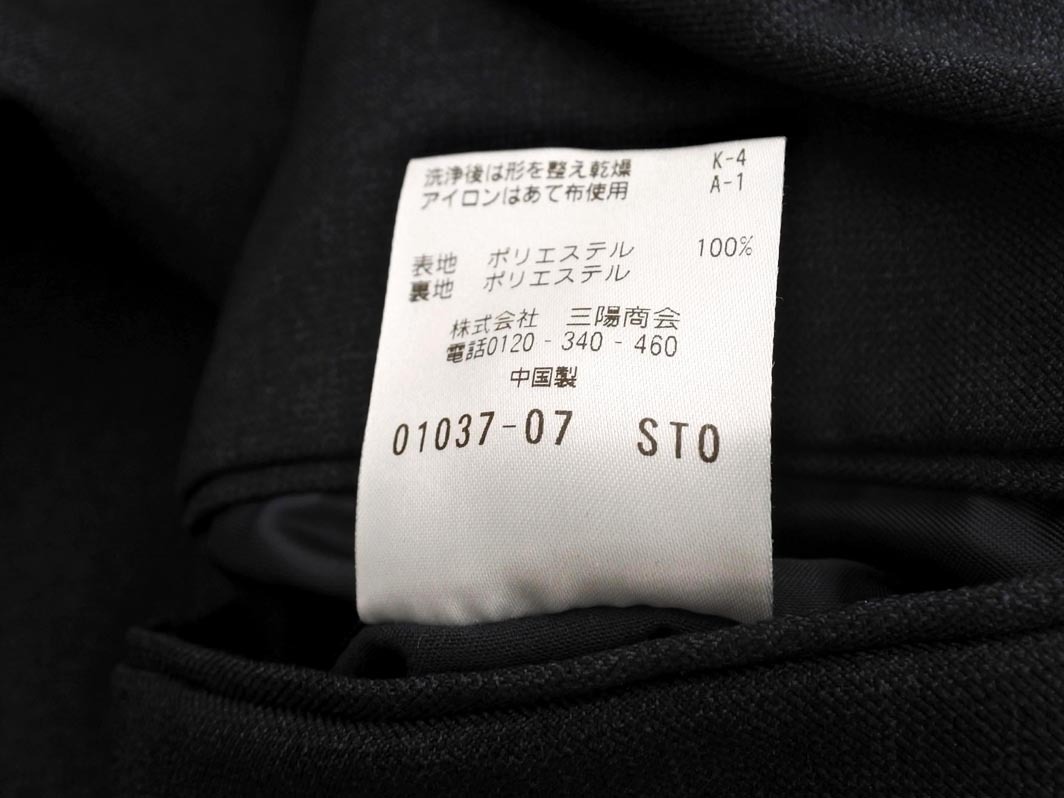 洗浄後は形を整え乾燥 K-4
アイロンはあて布使用 A-1
表地 ポリエステル 100%
裏地 ポリエステル
株式会社 三陽商会
電話0120 - 340 - 460
中国製
01037-07 STO